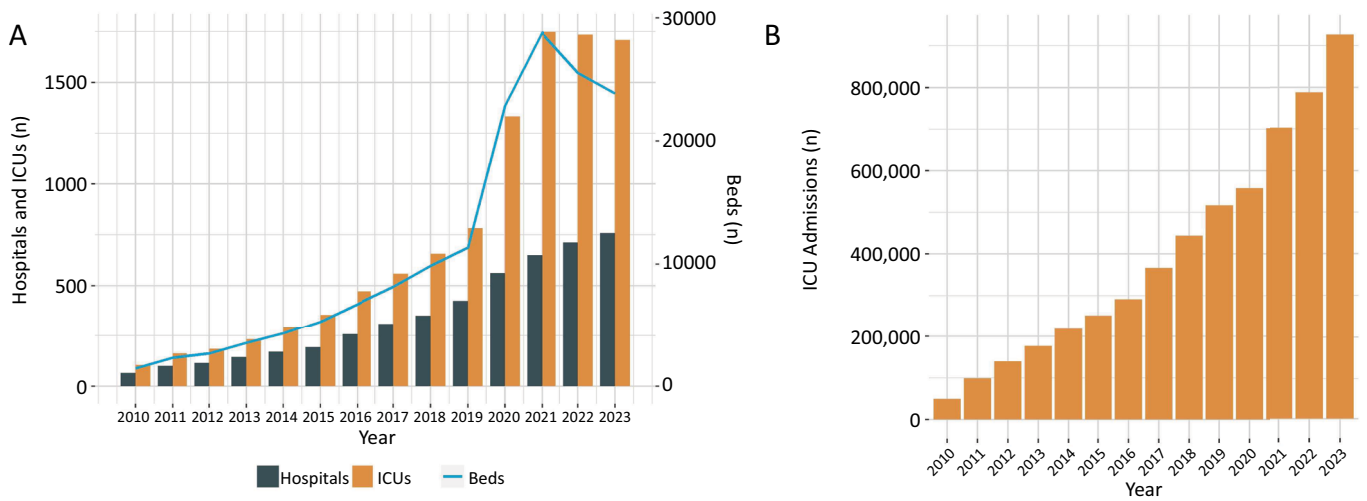 A
Hospitals and ICUs (n)
1500
1000
500
0
30000
20000
10000
0
Beds (n)
2010 2011 2012 2013 2014 2015 2016 2017 2018 2019 2020 2021 2022 2023
Year
Hospitals ICUs Beds
B
ICU Admissions (n)
800,000
600,000
400,000
200,000
0
2010 2011 2012 2013 2014 2015 2016 2017 2018 2019 2020 2021 2022 2023
Year